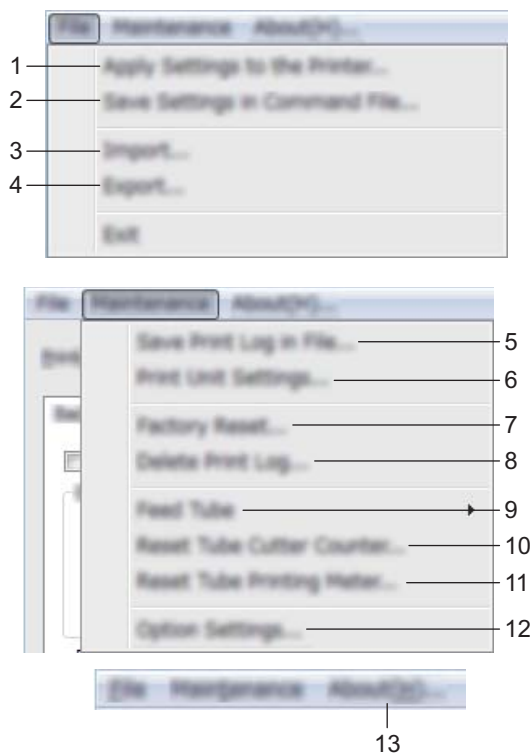 File Maintenance About(H)...
1 Apply Settings to the Printer...
2 Save Settings in Command File...
3 Import...
4 Export...
Exit
File Maintenance About(H)...
Save Print Log in File... 5
Print Unit Settings... 6
Factory Reset... 7
Delete Print Log... 8
Feed Tube 9
Reset Tube Cutter Counter... 10
Reset Tube Printing Meter... 11
Option Settings... 12
File Maintenance About(H)...
13